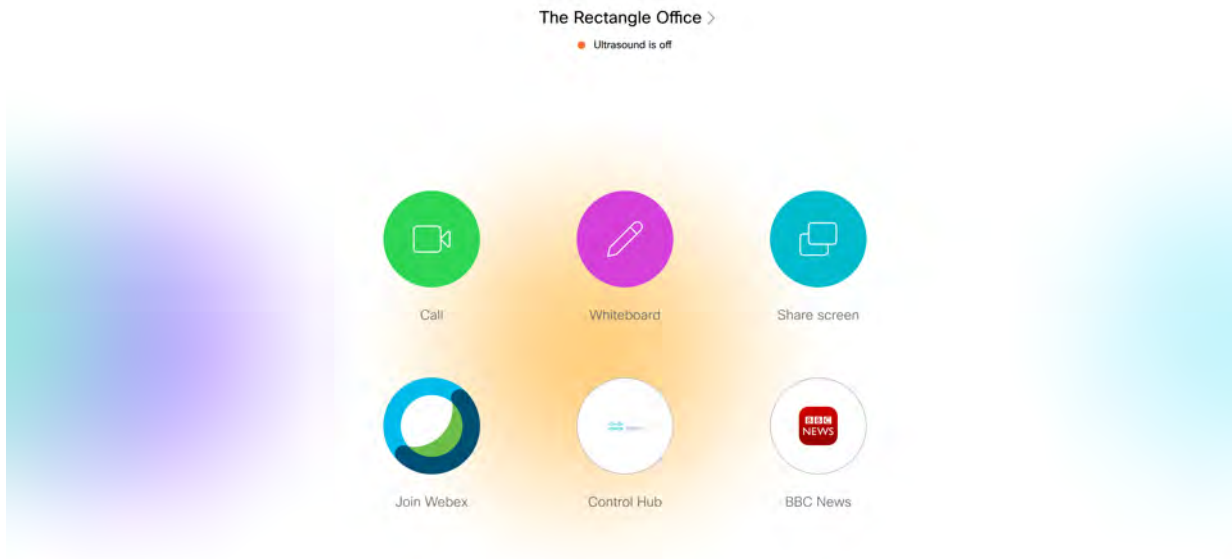 The Rectangle Office
Ultrasound is off
Call
Whiteboard
Share screen
BBC
NEWS
Join Webex
Control Hub
BBC News